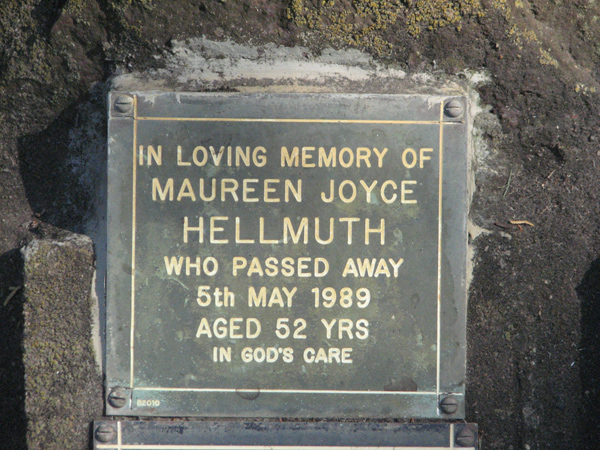 IN LOVING MEMORY OF
MAUREEN JOYCE
HELLMUTH
WHO PASSED AWAY
5th MAY 1989
AGED 52 YRS
IN GOD'S CARE
B2010